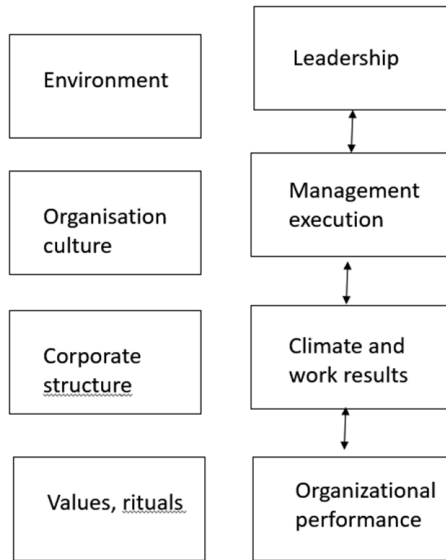 Environment
Leadership
Organisation
culture
Management
execution
Corporate
structure
Climate and
work results
Values, rituals
Organizational
performance